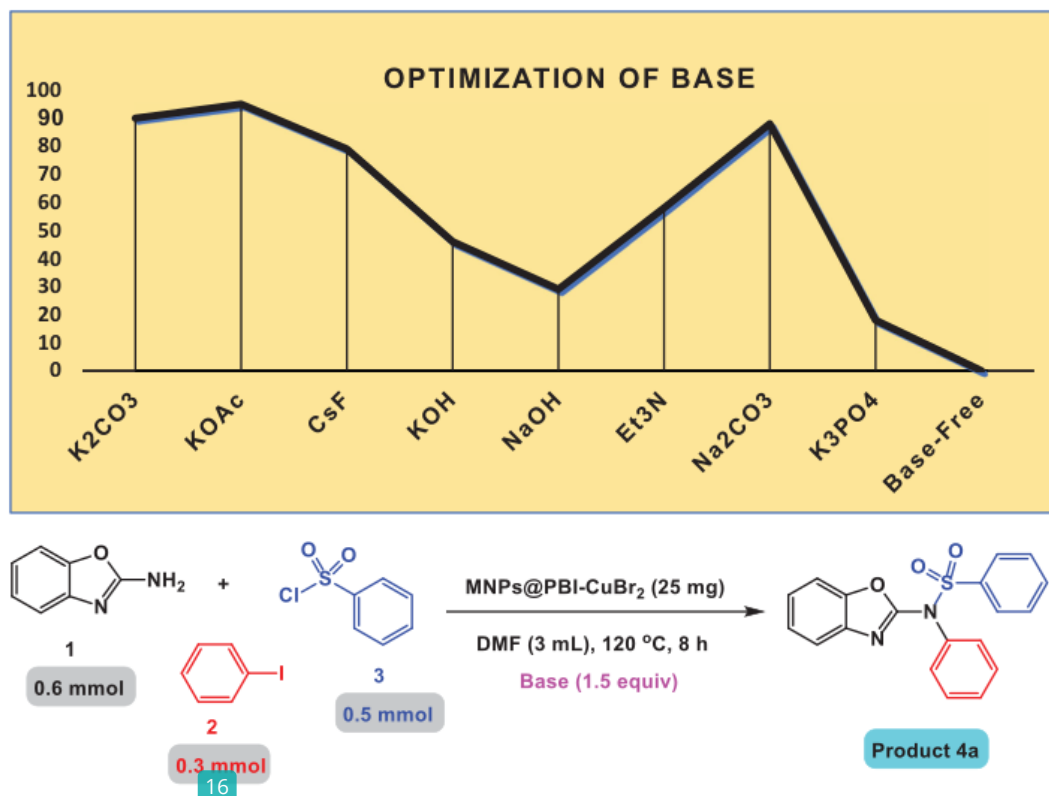 OPTIMIZATION OF BASE
100
90
80
70
60
50
40
30
20
10
0
K2CO3
KOAc
CsF
KOH
NaOH
Et3N
Na2CO3
K3PO4
Base-Free
O
N
NH₂
+
O
O
S
Cl
MNPs@PBI-CuBr₂ (25 mg)
DMF (3 mL), 120 °C, 8 h
Base (1.5 equiv)
O
N
N
O
O
S
1
0.6 mmol
I
2
0.3 mmol
3
0.5 mmol
Product 4a
16